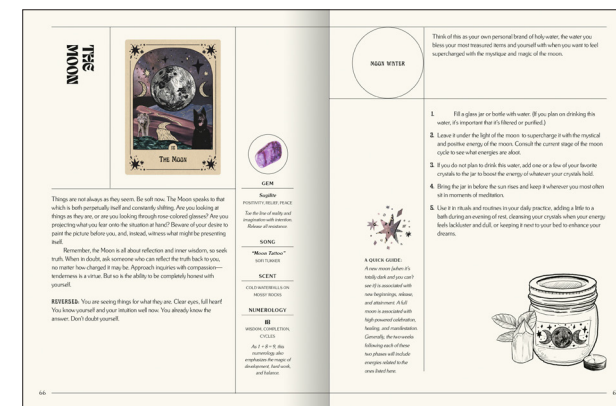 THE
MOON
THE MOON
Things are not always as they seem. Be soft now. The Moon speaks to that
which is both perpetually itself and constantly shifting. Are you looking at
things as they are, or are you looking through rose-colored glasses? Are you
projecting what you long onto the situation at hand? Beware of your desire to
paint the picture before you, and, instead, witness what might be presenting
itself.
Remember, the Moon is all about reflection and inner wisdom, so seek
truth. When in doubt, ask someone who can reflect the truth back to you,
no matter how charged it may be. Approach inquiries with compassion—
tenderness is a virtue. But so is the ability to be completely honest with
yourself.
REVERSED: You are seeing things for what they are. Clear eyes, full heart!
You know yourself and your intuition well now. You already know the
answer. Don't doubt yourself.
66
GEM
Sugilite
POSITIVITY, RELIEF, PEACE
Toe the line of reality and
imagination with intention.
Release all resistance.
SONG
"Moon Tattoo"
SOFI TUKKER
SCENT
COLD WATERFALLS ON
MOSSY ROCKS
NUMEROLOGY
WISDOM, COMPLETION,
CYCLES
As 1 + 8 = 9, this
numerology also
emphasizes the magic of
development, hard work,
and balance.
MOON WATER
Think of this as your own personal brand of holy water, the water you
bless your most treasured items and yourself with when you want to feel
supercharged with the mystique and magic of the moon.
1. Fill a glass jar or bottle with water. (If you plan on drinking this
water, it's important that it's filtered or purified.)
2. Leave it under the light of the moon to supercharge it with the mystical
and positive energy of the moon. Consult the current stage of the moon
cycle to see what energies are afoot.
3. If you do not plan to drink this water, add one or a few of your favorite
crystals to the jar to boost the energy of whatever your crystals hold.
4. Bring the jar in before the sun rises and keep it wherever you most often
sit in moments of meditation.
5. Use it in rituals and routines in your daily practice, adding a little to a
bath during an evening of rest, cleansing your crystals when your energy
feels lackluster and dull, or keeping it next to your bed to enhance your
dreams.
A QUICK GUIDE:
A new moon (when it's
totally dark and you can't
see it) is associated with
new beginnings, release,
and attainment. A full
moon is associated with
high-powered celebration,
healing, and manifestation.
Generally, the two weeks
following each of these
two phases will include
energies related to the
ones listed here.